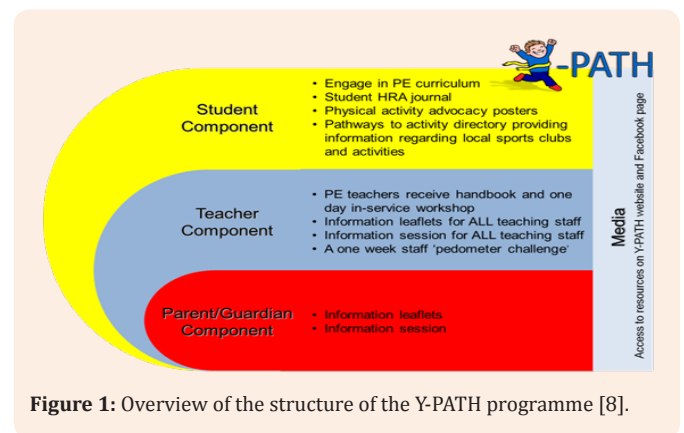 -PATH
Student
Component
• Engage in PE curriculum
• Student HRA journal
• Physical activity advocacy posters
• Pathways to activity directory providing
information regarding local sports clubs
and activities
Teacher
Component
• PE teachers receive handbook and one
day in-service workshop
• Information leaflets for ALL teaching staff
• Information session for ALL teaching staff
• A one week staff 'pedometer challenge'
Parent/Guardian
Component
• Information leaflets
• Information session
Media
Access to resources on Y-PATH website and Facebook page
Figure 1: Overview of the structure of the Y-PATH programme [8].